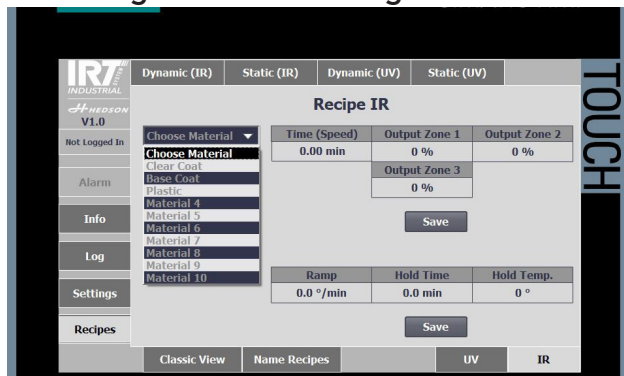 IRT SYSTEM
INDUSTRIAL
HEDSON
V1.0
Not Logged In
Alarm
Info
Log
Settings
Recipes
Dynamic (IR) Static (IR) Dynamic (UV) Static (UV)
Recipe IR
Choose Material
Choose Material
Clear Coat
Base Coat
Plastic
Material 4
Material 5
Material 6
Material 7
Material 8
Material 9
Material 10
Time (Speed) Output Zone 1 Output Zone 2
0.00 min 0 % 0 %
Output Zone 3
0 %
Save
Ramp Hold Time Hold Temp.
0.0 °/min 0.0 min 0 °
Save
Classic View Name Recipes UV IR
TOUCH